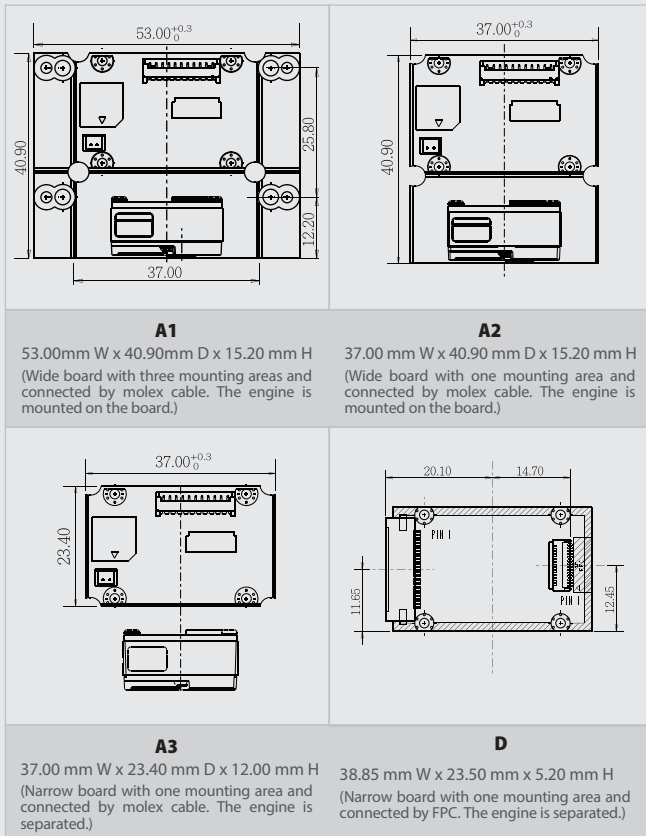 53.00+0.3 0
40.90
25.80
12.20
37.00
A1
53.00mm W x 40.90mm D x 15.20 mm H
(Wide board with three mounting areas and
connected by molex cable. The engine is
mounted on the board.)
37.00+0.3 0
40.90
A2
37.00 mm W x 40.90 mm D x 15.20 mm H
(Wide board with one mounting area and
connected by molex cable. The engine is
mounted on the board.)
37.00+0.3 0
23.40
A3
37.00 mm W x 23.40 mm D x 12.00 mm H
(Narrow board with one mounting area and
connected by molex cable. The engine is
separated.)
20.10
14.70
PIN 1
11.65
12.45
PIN 1
D
38.85 mm W x 23.50 mm x 5.20 mm H
(Narrow board with one mounting area and
connected by FPC. The engine is separated.)